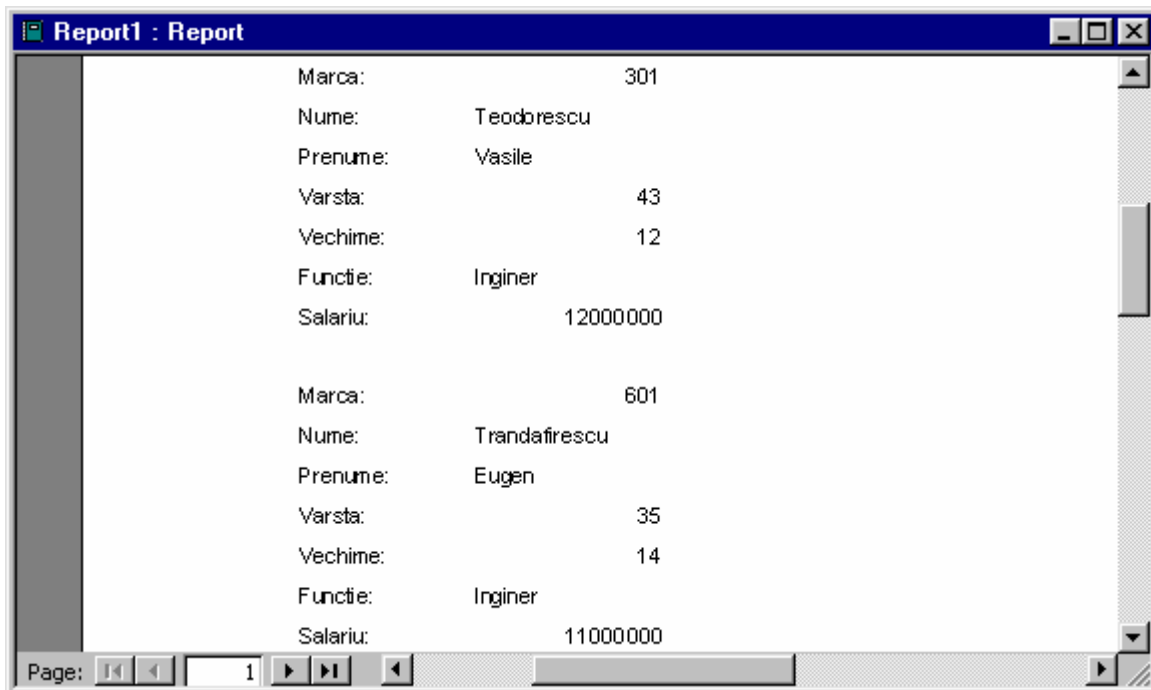 Report1 : Report
Marca: 301
Nume: Teodorescu
Prenume: Vasile
Varsta: 43
Vechime: 12
Functie: Inginer
Salariu: 12000000
Marca: 601
Nume: Trandafirescu
Prenume: Eugen
Varsta: 35
Vechime: 14
Functie: Inginer
Salariu: 11000000
Page: 1